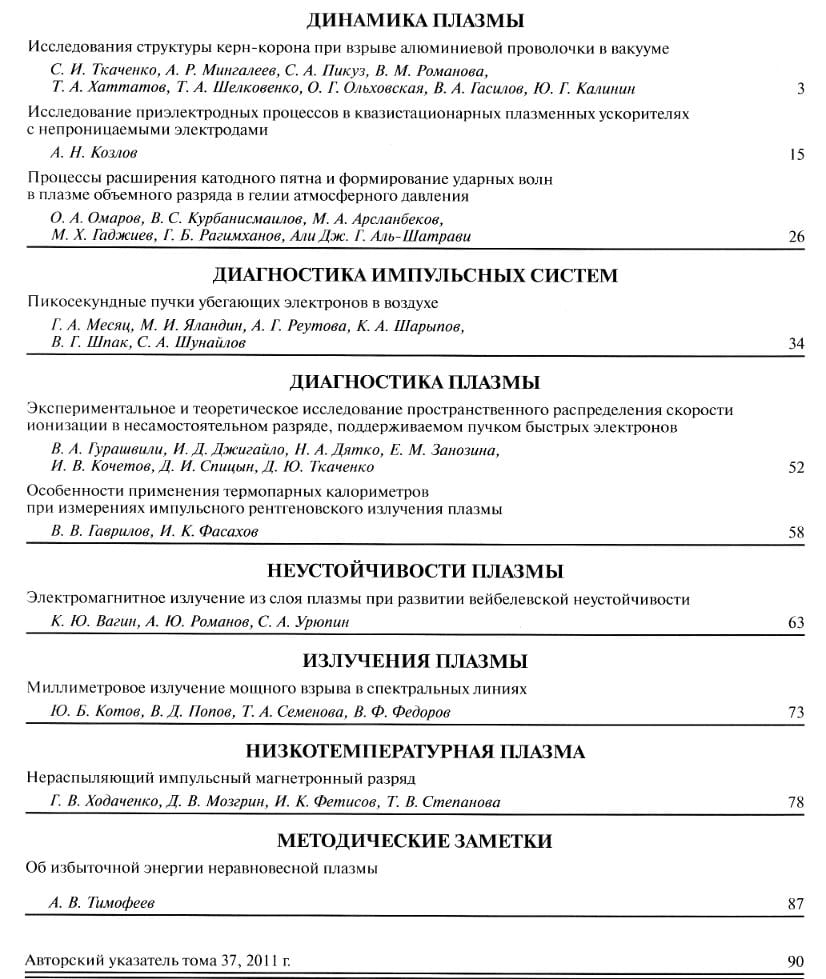 ДИНАМИКА ПЛАЗМЫ
Исследования структуры керн-корона при взрыве алюминиевой проволочки в вакууме
С. И. Ткаченко, А. Р. Мингалеев, С. А. Пикуз, В. М. Романова,
Т. А. Хаттатов, Т. А. Шелковенко, О. Г. Ольховская, В. А. Гасилов, Ю. Г. Калинин 3
Исследование приэлектродных процессов в квазистационарных плазменных ускорителях
с непроницаемыми электродами
А. Н. Козлов 15
Процессы расширения катодного пятна и формирование ударных волн
в плазме объемного разряда в гелии атмосферного давления
О. А. Омаров, В. С. Курбанисмаилов, М. А. Арсланбеков,
М. Х. Гаджиев, Г. Б. Рагимханов, Али Дж. Г. Аль-Шатрави 26
ДИАГНОСТИКА ИМПУЛЬСНЫХ СИСТЕМ
Пикосекундные пучки убегающих электронов в воздухе
Г. А. Месяц, М. И. Яландин, А. Г. Реутова, К. А. Шарыпов,
В. Г. Шпак, С. А. Шунайлов 34
ДИАГНОСТИКА ПЛАЗМЫ
Экспериментальное и теоретическое исследование пространственного распределения скорости
ионизации в несамостоятельном разряде, поддерживаемом пучком быстрых электронов
В. А. Гурашвили, И. Д. Джигайло, Н. А. Дятко, Е. М. Занозина,
И. В. Кочетов, Д. И. Спицын, Д. Ю. Ткаченко 52
Особенности применения термопарных калориметров
при измерениях импульсного рентгеновского излучения плазмы
В. В. Гаврилов, И. К. Фасахов 58
НЕУСТОЙЧИВОСТИ ПЛАЗМЫ
Электромагнитное излучение из слоя плазмы при развитии вейбелевской неустойчивости
К. Ю. Вагин, А. Ю. Романов, С. А. Урюпин 63
ИЗЛУЧЕНИЯ ПЛАЗМЫ
Миллиметровое излучение мощного взрыва в спектральных линиях
Ю. Б. Котов, В. Д. Попов, Т. А. Семенова, В. Ф. Федоров 73
НИЗКОТЕМПЕРАТУРНАЯ ПЛАЗМА
Нераспыляющий импульсный магнетронный разряд
Г. В. Ходаченко, Д. В. Мозгрин, И. К. Фетисов, Т. В. Степанова 78
МЕТОДИЧЕСКИЕ ЗАМЕТКИ
Об избыточной энергии неравновесной плазмы
А. В. Тимофеев 87
Авторский указатель тома 37, 2011 г. 90